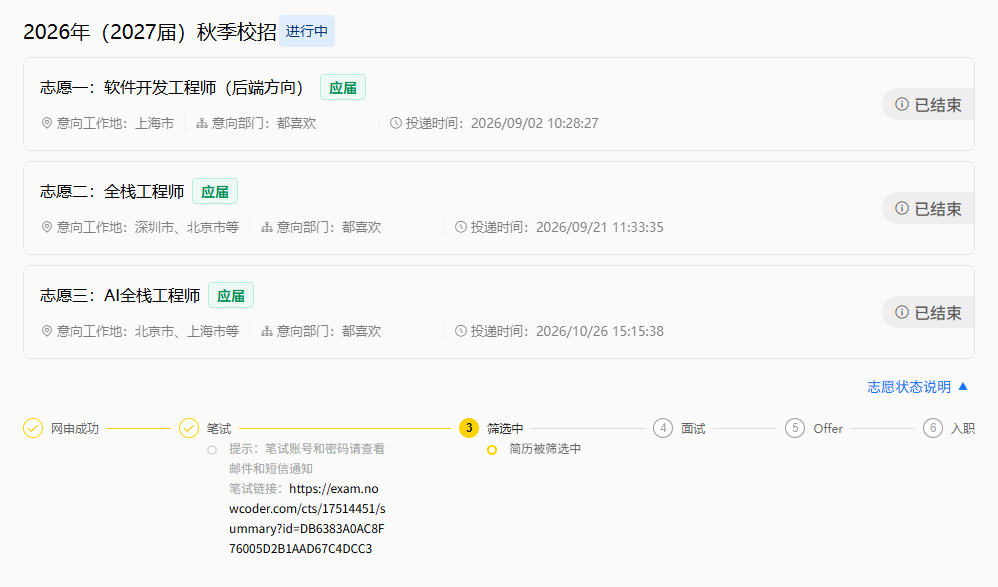 2026年（2027届）秋季校招 进行中
志愿一：软件开发工程师（后端方向） 应届
意向工作地：上海市 意向部门：都喜欢 投递时间：2026/09/02 10:28:27
已结束
志愿二：全栈工程师 应届
意向工作地：深圳市、北京市等 意向部门：都喜欢 投递时间：2026/09/21 11:33:35
已结束
志愿三：AI全栈工程师 应届
意向工作地：北京市、上海市等 意向部门：都喜欢 投递时间：2026/10/26 15:15:38
已结束
志愿状态说明
网申成功 笔试 3 筛选中 4 面试 5 Offer 6 入职
提示：笔试账号和密码请查看
邮件和短信通知
笔试链接：https://exam.no
wcoder.com/cts/17514451/s
ummary?id=DB6383A0AC8F
76005D2B1AAD67C4DCC3
简历被筛选中